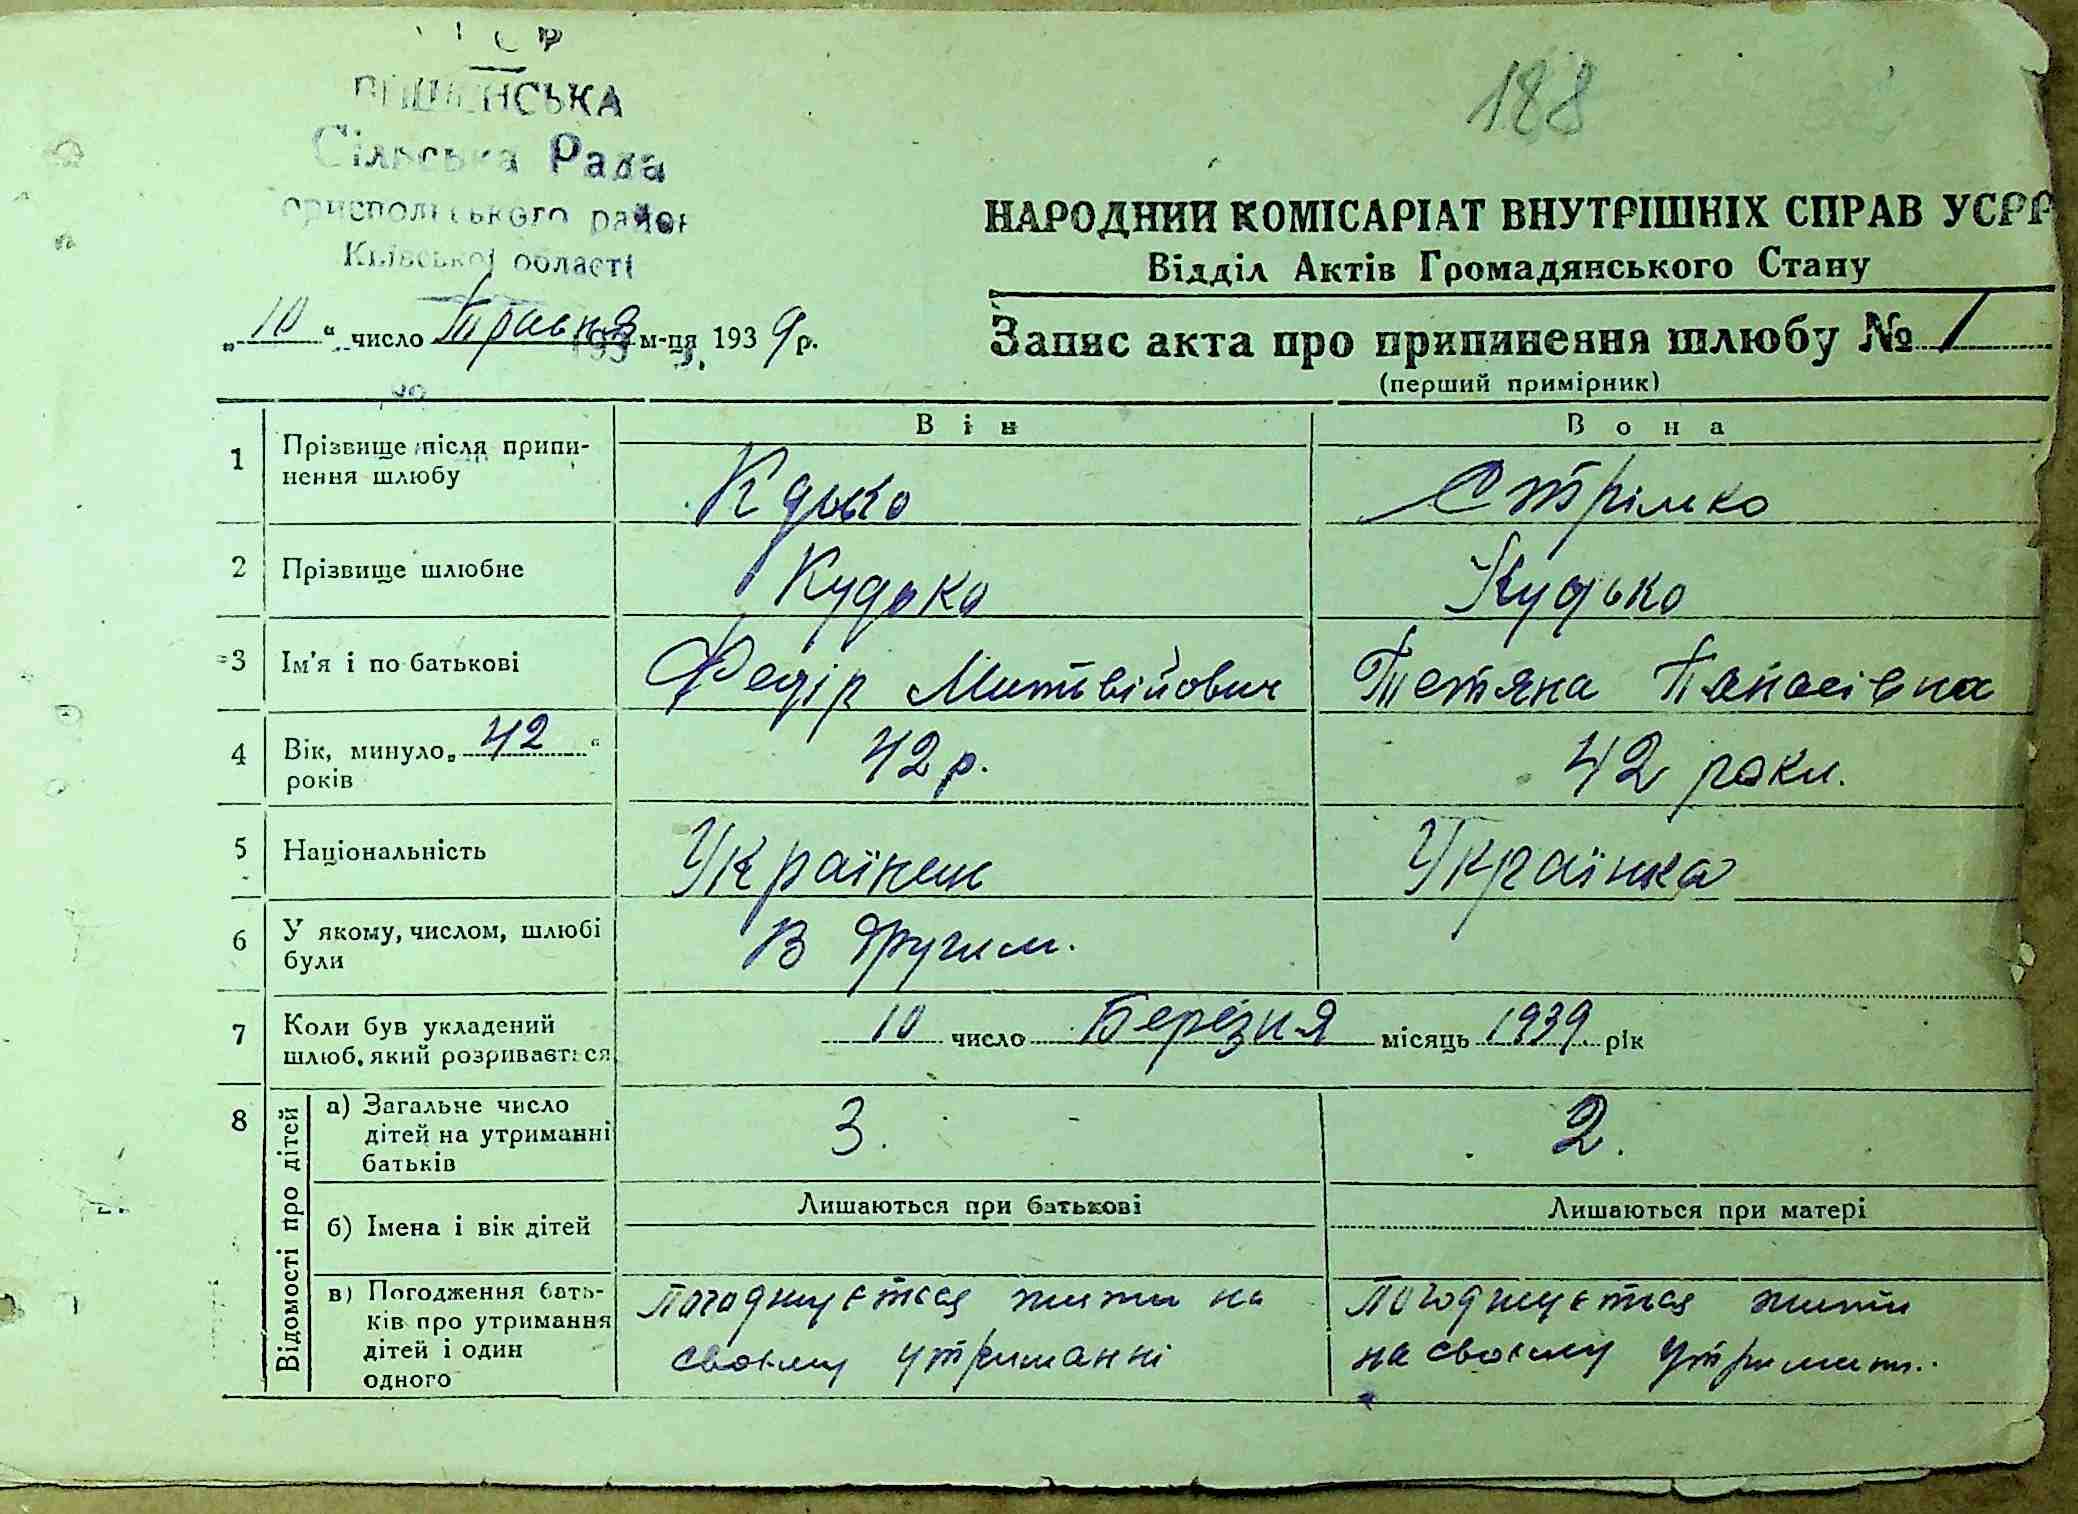 188
Сільська Рада
Київської області
НАРОДНИЙ КОМІСАРІАТ ВНУТРІШНІХ СПРАВ УСРР
Відділ Актів Громадянського Стану
„10“ число Травня м-ця 1939 р.
Запис акта про припинення шлюбу № 1
(перший примірник)
Він Вона
1 Прізвище після припинення шлюбу Кдько Стрілко
2 Прізвище шлюбне Кудько Кудько
3 Ім'я і по батькові Федір Митвійович Тетяна Панасівна
4 Вік, минуло „42“ років 42 р. 42 роки.
5 Національність Українец Українка
6 У якому, числом, шлюбі були В другим.
7 Коли був укладений шлюб, який розривається 10 число Березня місяць 1939 рік
8 Відомості про дітей
а) Загальне число дітей на утриманні батьків 3. 2.
Лишаються при батькові Лишаються при матері
б) Імена і вік дітей
в) Погодження батьків про утримання дітей і один одного
погоджується жити на
своєму утриманні
погоджується жити
на своєму